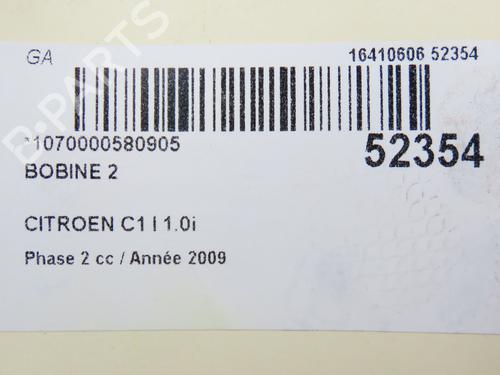 GA
16410606 52354
*1070000580905
52354
BOBINE 2
CITROEN C1 I 1.0i
Phase 2 cc / Année 2009
B-PARTS